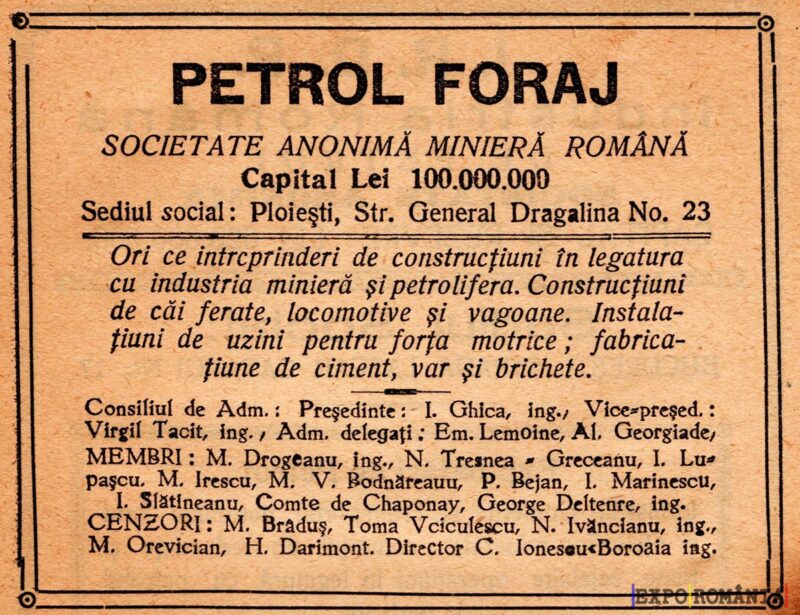 PETROL FORAJ
SOCIETATE ANONIMĂ MINIERĂ ROMÂNĂ
Capital Lei 100.000.000
Sediul social: Ploieşti, Str. General Dragalina No. 23
Ori ce intrcprinderi de construcţiuni în legatura
cu industria minieră şi petrolifera. Construcţiuni
de căi ferate, locomotive şi vagoane. Instala-
ţiuni de uzini pentru forţa motrice; fabrica-
ţiune de ciment, var şi brichete.
Consiliul de Adm.: Preşedinte: I. Ghica, ing., Vice-preşed.:
Virgil Tacit, ing., Adm. delegaţi: Em. Lemoine, Al. Georgiade,
MEMBRI: M. Drogeanu, ing., N. Tresnea - Greceanu, I. Lu-
paşcu. M. Irescu, M. V. Bodnăreauu, P. Bejan, I. Marinescu,
I. Slătineanu, Comte de Chaponay, George Deltenre, ing.
CENZORI: M. Brăduş, Toma Vciculescu, N. Ivăncianu, ing.,
M. Orevician, H. Darimont. Director C. Ionescu-Boroaia ing.
EXPO ROMÂNIA